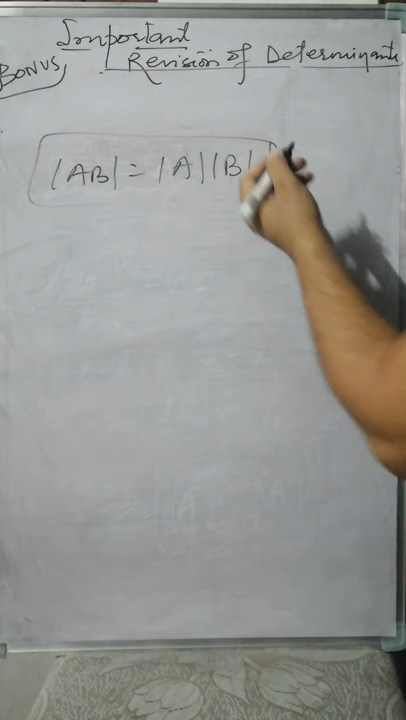 Important
BONUS, Revision of Determinants
|AB| = |A||B|